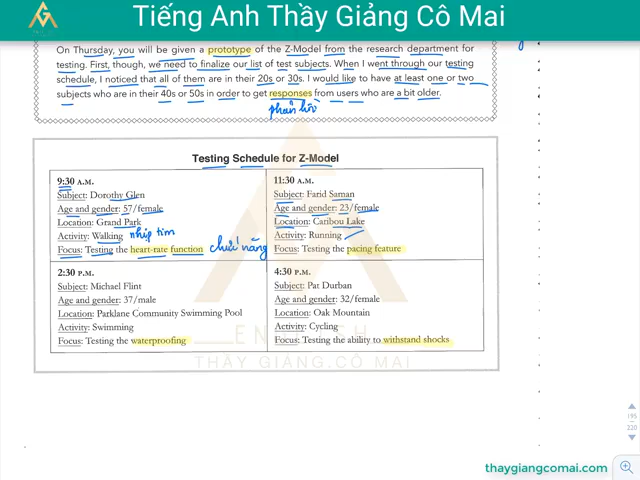 Tiếng Anh Thầy Giảng Cô Mai
On Thursday, you will be given a prototype of the Z-Model from the research department for
testing. First, though, we need to finalize our list of test subjects. When I went through our testing
schedule, I noticed that all of them are in their 20s or 30s. I would like to have at least one or two
subjects who are in their 40s or 50s in order to get responses from users who are a bit older.
phản hồi
Testing Schedule for Z-Model
9:30 A.M.
Subject: Dorothy Glen
Age and gender: 57/female
Location: Grand Park
Activity: Walking nhịp tim
Focus: Testing the heart-rate function chức năng
11:30 A.M.
Subject: Farid Saman
Age and gender: 23/female
Location: Caribou Lake
Activity: Running
Focus: Testing the pacing feature
2:30 P.M.
Subject: Michael Flint
Age and gender: 37/male
Location: Parklane Community Swimming Pool
Activity: Swimming
Focus: Testing the waterproofing
4:30 P.M.
Subject: Pat Durban
Age and gender: 32/female
Location: Oak Mountain
Activity: Cycling
Focus: Testing the ability to withstand shocks
THẦY GIẢNG.CÔ MAI
195
220
thaygiangcomai.com